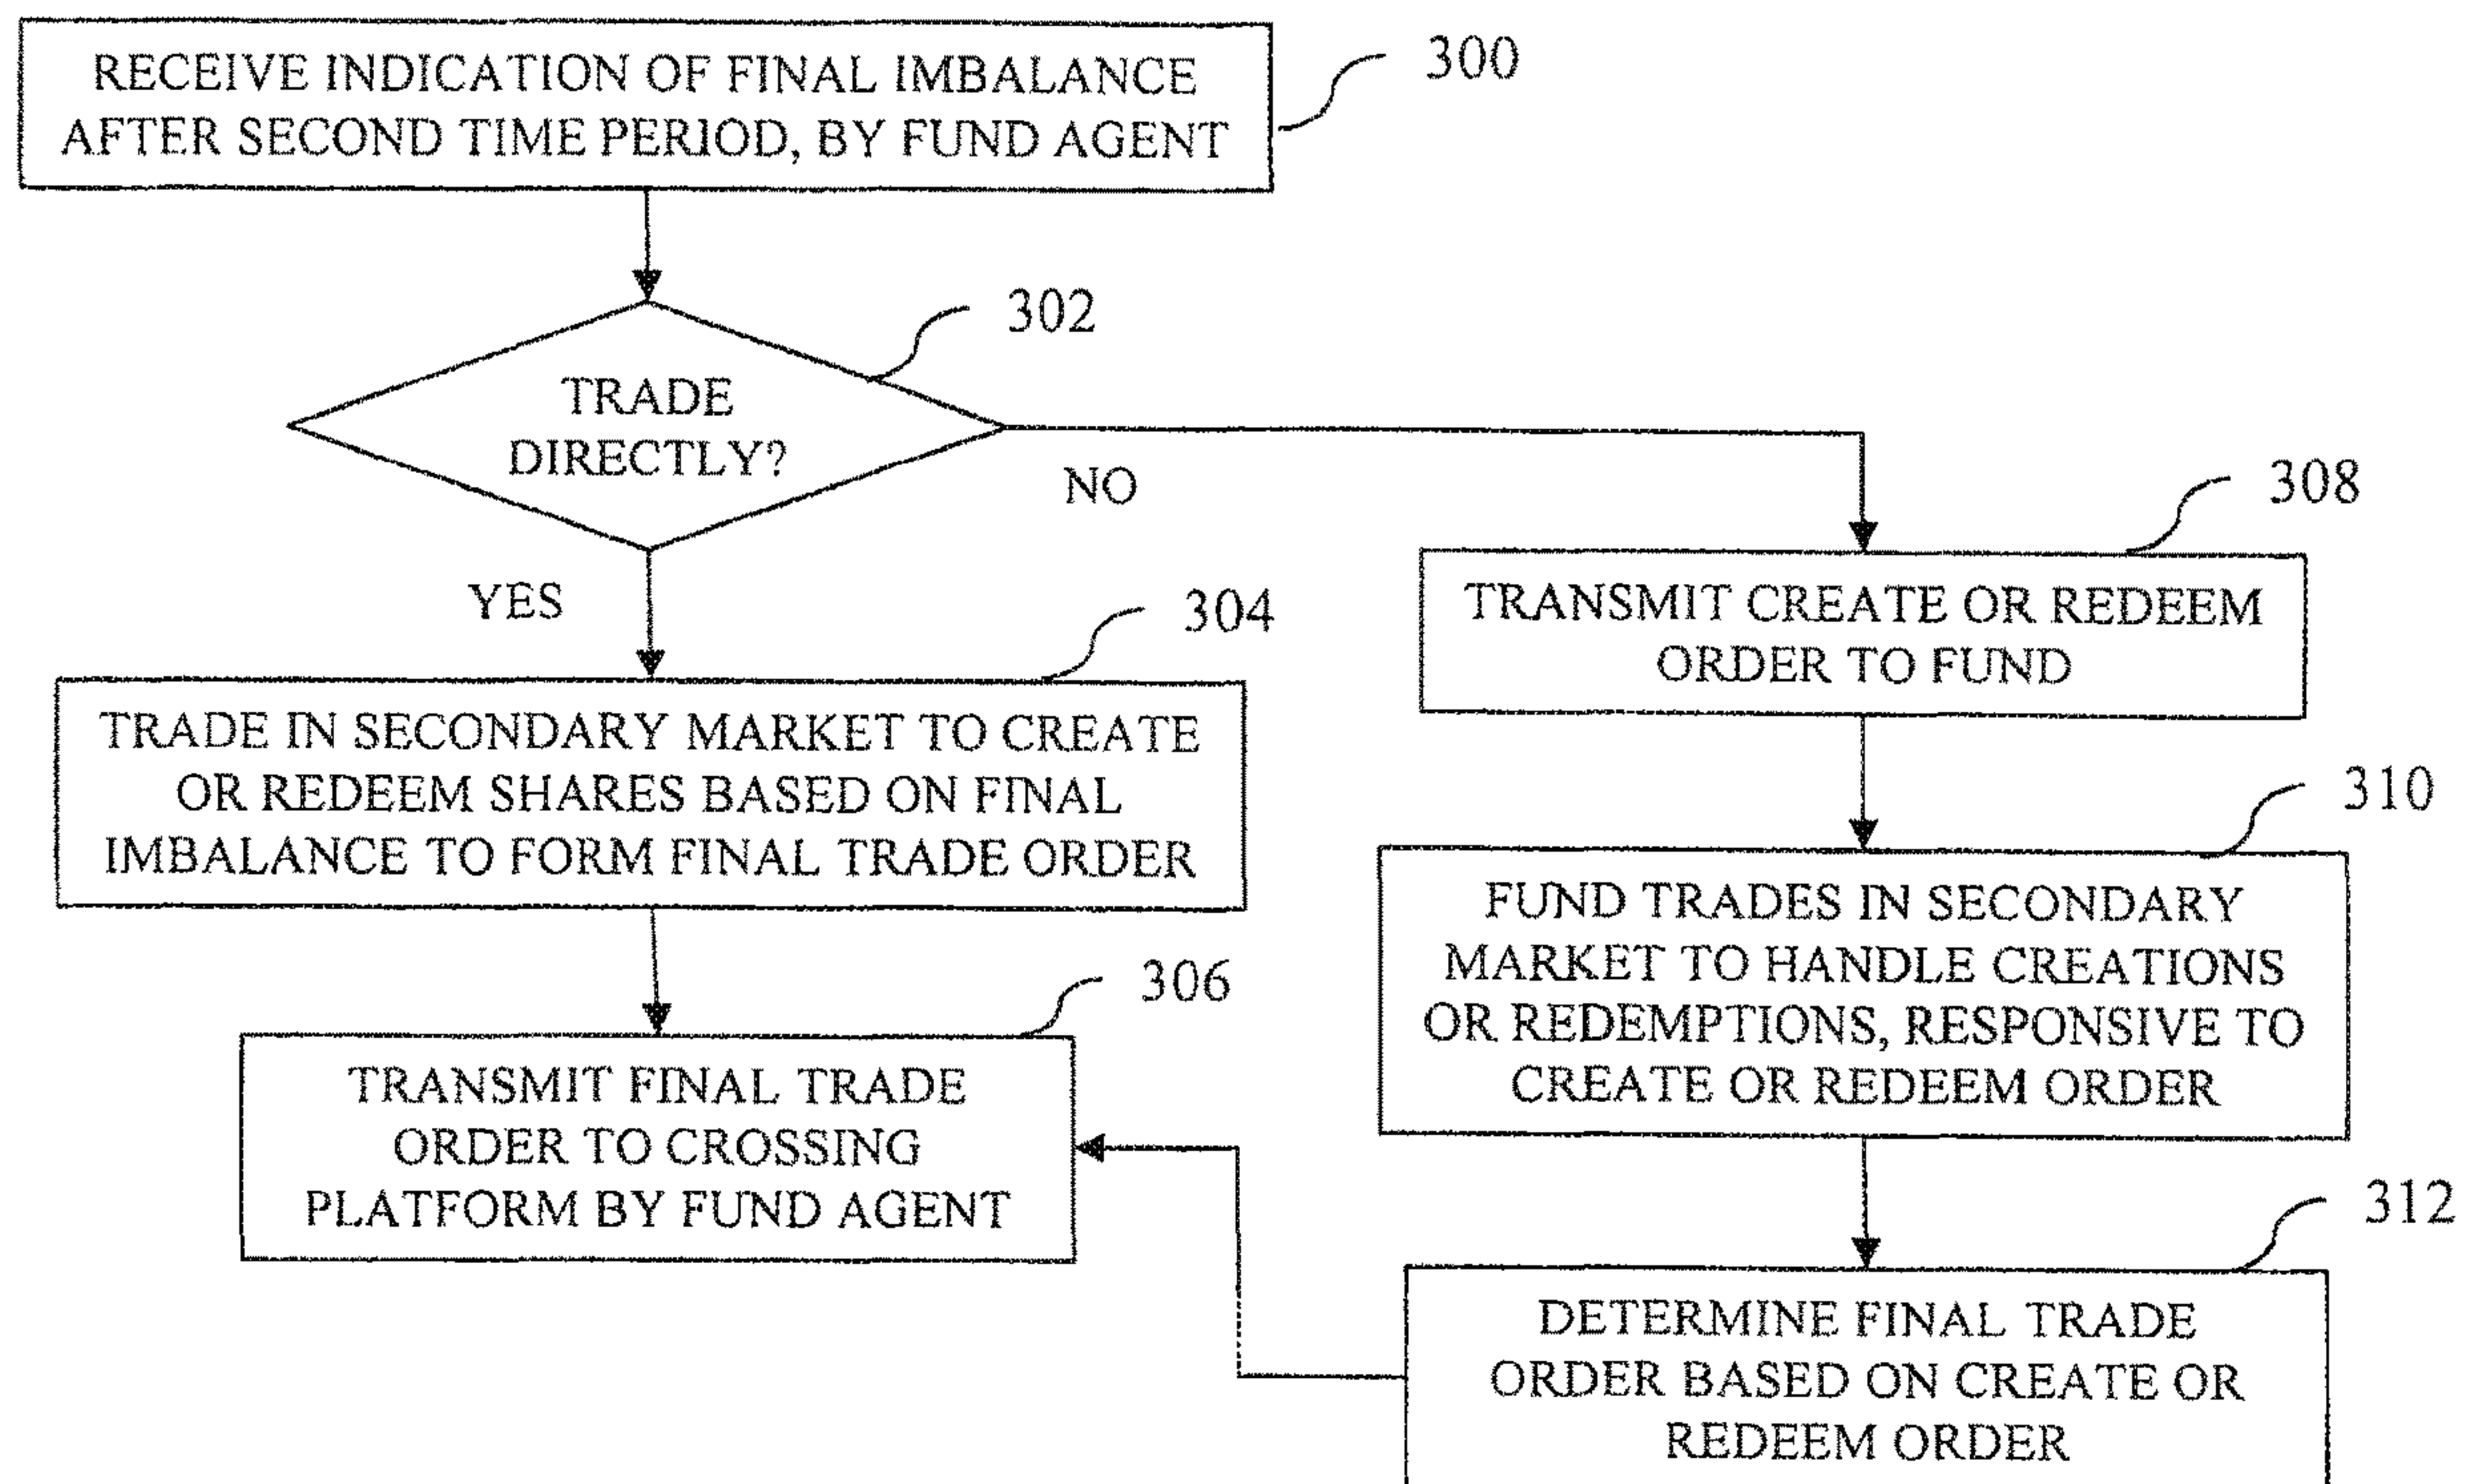 RECEIVE INDICATION OF FINAL IMBALANCE
AFTER SECOND TIME PERIOD, BY FUND AGENT
300
302
TRADE
DIRECTLY?
NO
YES
304
TRADE IN SECONDARY MARKET TO CREATE
OR REDEEM SHARES BASED ON FINAL
IMBALANCE TO FORM FINAL TRADE ORDER
306
TRANSMIT FINAL TRADE
ORDER TO CROSSING
PLATFORM BY FUND AGENT
308
TRANSMIT CREATE OR REDEEM
ORDER TO FUND
310
FUND TRADES IN SECONDARY
MARKET TO HANDLE CREATIONS
OR REDEMPTIONS, RESPONSIVE TO
CREATE OR REDEEM ORDER
312
DETERMINE FINAL TRADE
ORDER BASED ON CREATE OR
REDEEM ORDER